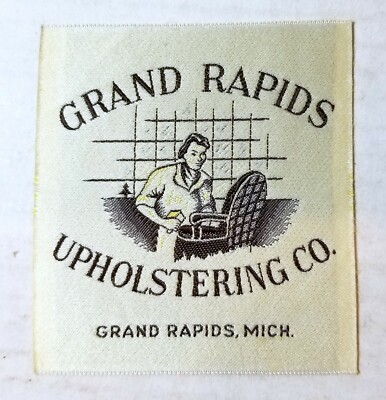 GRAND RAPIDS
UPHOLSTERING CO.
GRAND RAPIDS, MICH.